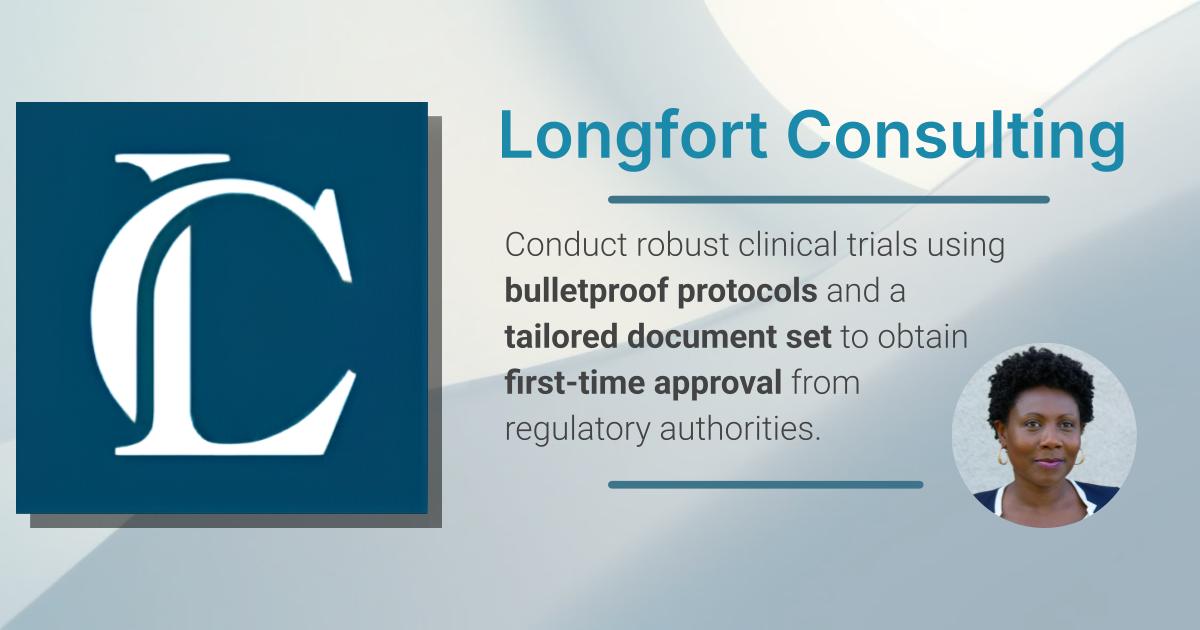 LC
Longfort Consulting
Conduct robust clinical trials using
bulletproof protocols and a
tailored document set to obtain
first-time approval from
regulatory authorities.